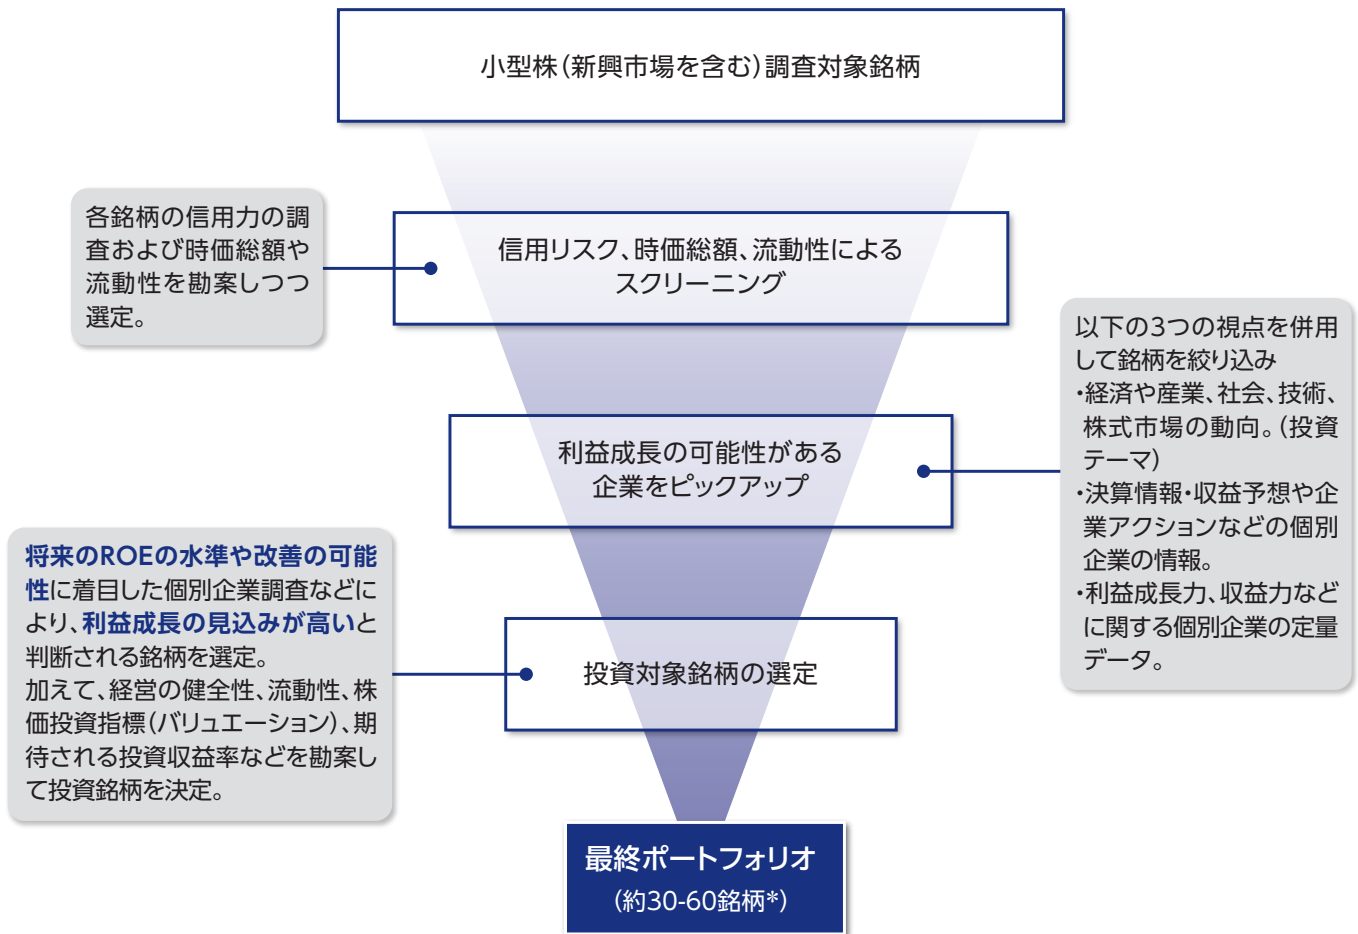 小型株（新興市場を含む）調査対象銘柄
各銘柄の信用力の調
査および時価総額や
流動性を勘案しつつ
選定。
信用リスク、時価総額、流動性による
スクリーニング
以下の3つの視点を併用
して銘柄を絞り込み
・経済や産業、社会、技術、
株式市場の動向。（投資
テーマ）
・決算情報・収益予想や企
業アクションなどの個別
企業の情報。
・利益成長力、収益力など
に関する個別企業の定量
データ。
利益成長の可能性がある
企業をピックアップ
将来のROEの水準や改善の可能
性に着目した個別企業調査などに
より、利益成長の見込みが高いと
判断される銘柄を選定。
加えて、経営の健全性、流動性、株
価投資指標（バリュエーション）、期
待される投資収益率などを勘案し
て投資銘柄を決定。
投資対象銘柄の選定
最終ポートフォリオ
（約30-60銘柄*）